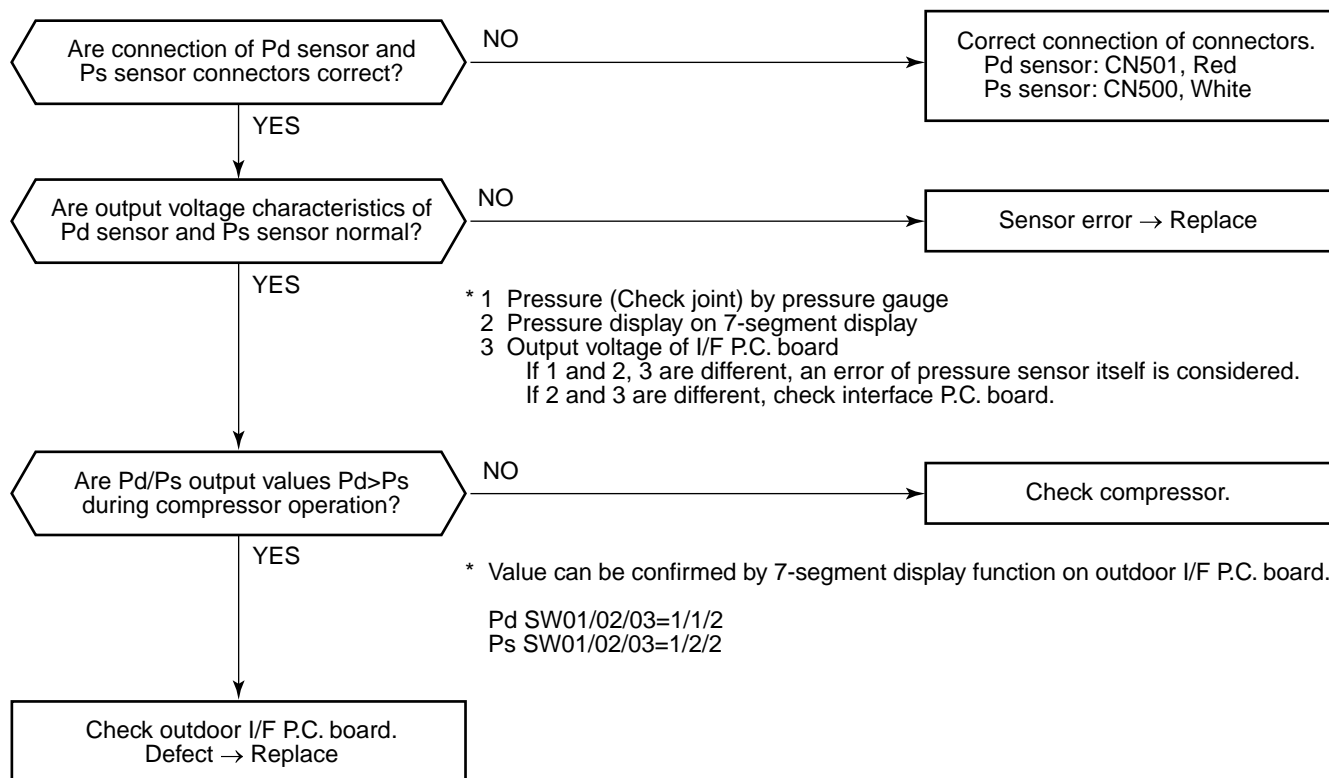 Are connection of Pd sensor and
Ps sensor connectors correct?
NO
Correct connection of connectors.
Pd sensor: CN501, Red
Ps sensor: CN500, White
YES
Are output voltage characteristics of
Pd sensor and Ps sensor normal?
NO
Sensor error → Replace
YES
* 1 Pressure (Check joint) by pressure gauge
2 Pressure display on 7-segment display
3 Output voltage of I/F P.C. board
If 1 and 2, 3 are different, an error of pressure sensor itself is considered.
If 2 and 3 are different, check interface P.C. board.
Are Pd/Ps output values Pd>Ps
during compressor operation?
NO
Check compressor.
YES
* Value can be confirmed by 7-segment display function on outdoor I/F P.C. board.
Pd SW01/02/03=1/1/2
Ps SW01/02/03=1/2/2
Check outdoor I/F P.C. board.
Defect → Replace